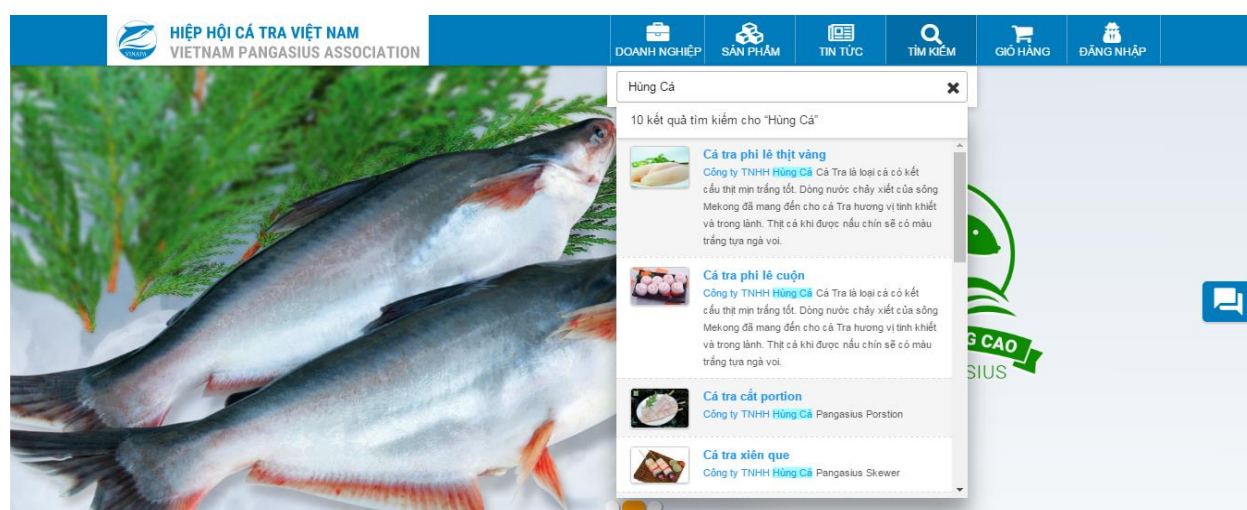 HIỆP HỘI CÁ TRA VIỆT NAM
VIETNAM PANGASIUS ASSOCIATION
VINAPA
DOANH NGHIỆP
SẢN PHẨM
TIN TỨC
TÌM KIẾM
GIỎ HÀNG
ĐĂNG NHẬP
Hùng Cá
10 kết quả tìm kiếm cho "Hùng Cá"
Cá tra phi lê thịt vàng
Công ty TNHH Hùng Cá Cá Tra là loại cá có kết
cấu thịt mịn trắng tốt. Dòng nước chảy xiết của sông
Mekong đã mang đến cho cá Tra hương vị tinh khiết
và trong lành. Thịt cá khi được nấu chín sẽ có màu
trắng tựa ngà voi.
Cá tra phi lê cuộn
Công ty TNHH Hùng Cá Cá Tra là loại cá có kết
cấu thịt mịn trắng tốt. Dòng nước chảy xiết của sông
Mekong đã mang đến cho cá Tra hương vị tinh khiết
và trong lành. Thịt cá khi được nấu chín sẽ có màu
trắng tựa ngà voi.
Cá tra cắt portion
Công ty TNHH Hùng Cá Pangasius Porstion
Cá tra xiên que
Công ty TNHH Hùng Cá Pangasius Skewer
G CAO
SIUS